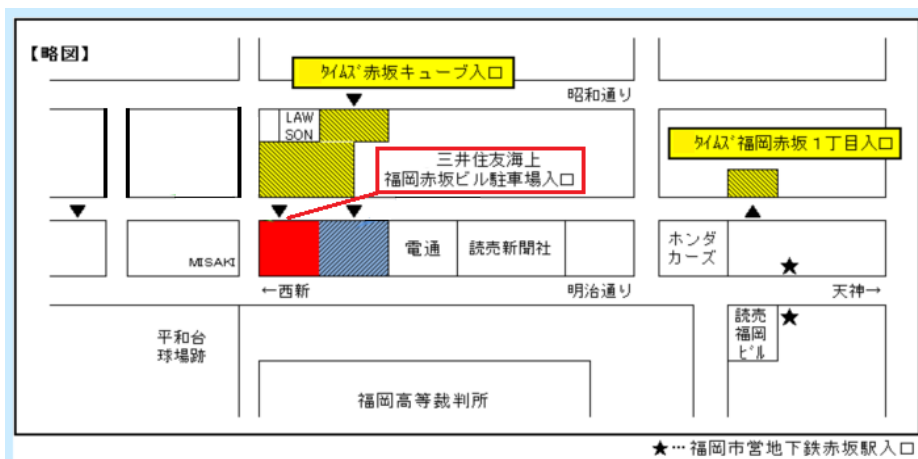 【略図】
ﾀｲﾑｽﾞ赤坂キューブ入口
昭和通り
LAW
SON
ﾀｲﾑｽﾞ福岡赤坂1丁目入口
三井住友海上
福岡赤坂ビル駐車場入口
MISAKI
電通
読売新聞社
ホンダ
カーズ
★
←西新
明治通り
天神→
平和台
球場跡
読売
福岡
ﾋﾞﾙ
★
福岡高等裁判所
★…福岡市営地下鉄赤坂駅入口